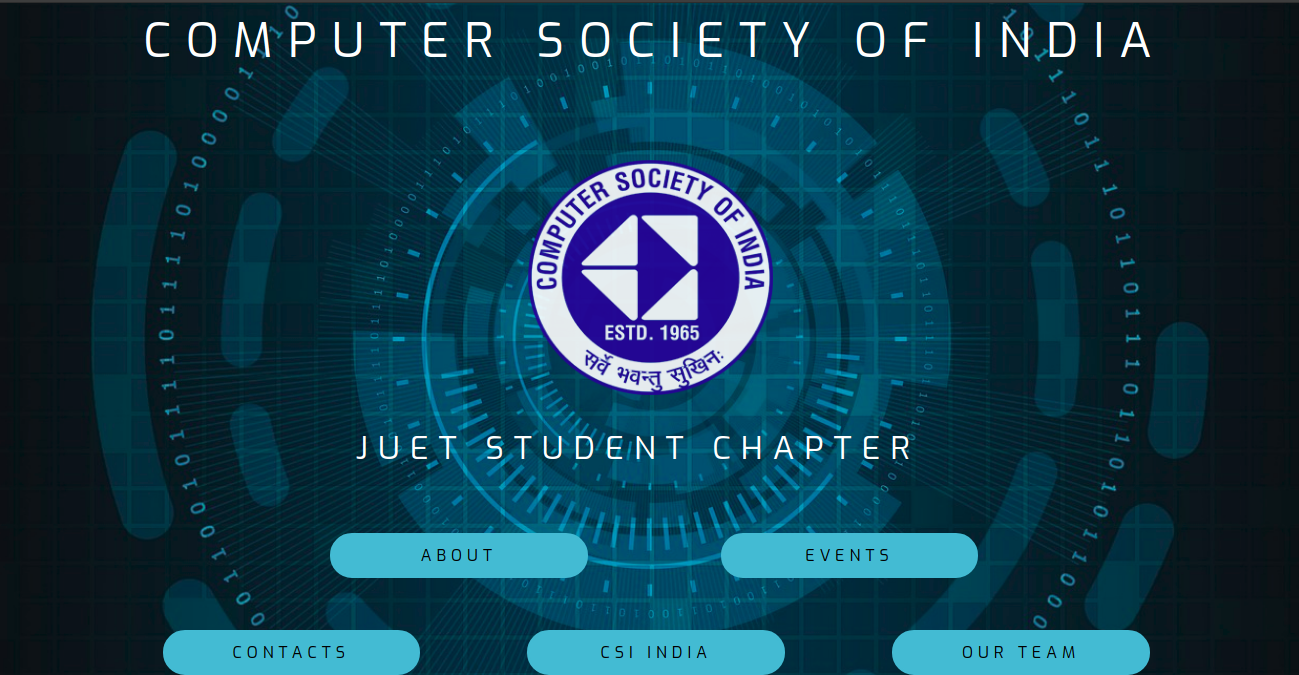 COMPUTER SOCIETY OF INDIA
COMPUTER SOCIETY OF INDIA
ESTD. 1965
सर्वे भवन्तु सुखिनः
JUET STUDENT CHAPTER
ABOUT
EVENTS
CONTACTS
CSI INDIA
OUR TEAM